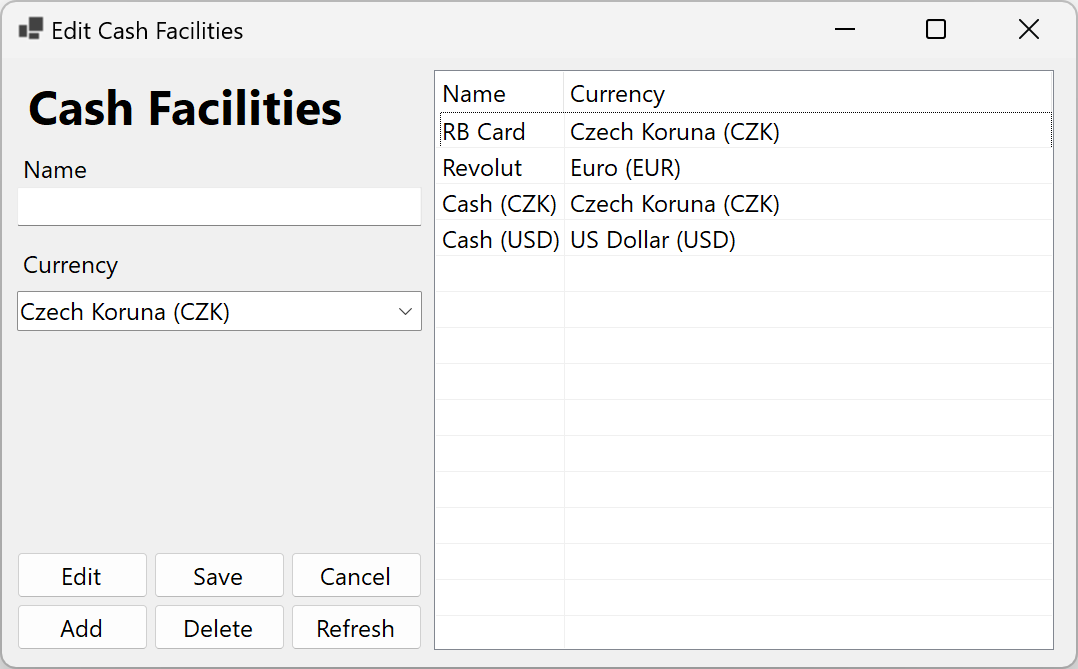 Edit Cash Facilities
Cash Facilities
Name
Currency
Czech Koruna (CZK)
Edit Save Cancel
Add Delete Refresh
Name Currency
RB Card Czech Koruna (CZK)
Revolut Euro (EUR)
Cash (CZK) Czech Koruna (CZK)
Cash (USD) US Dollar (USD)